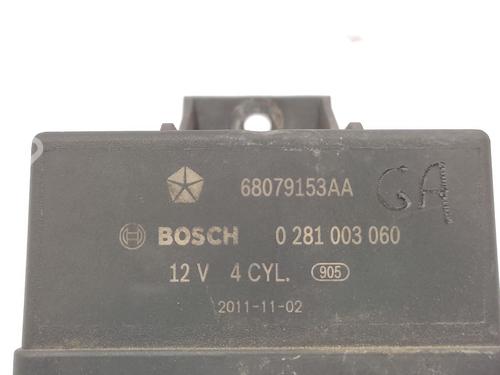 68079153AA
GA
BOSCH 0 281 003 060
12 V 4 CYL. 905
2011-11-02